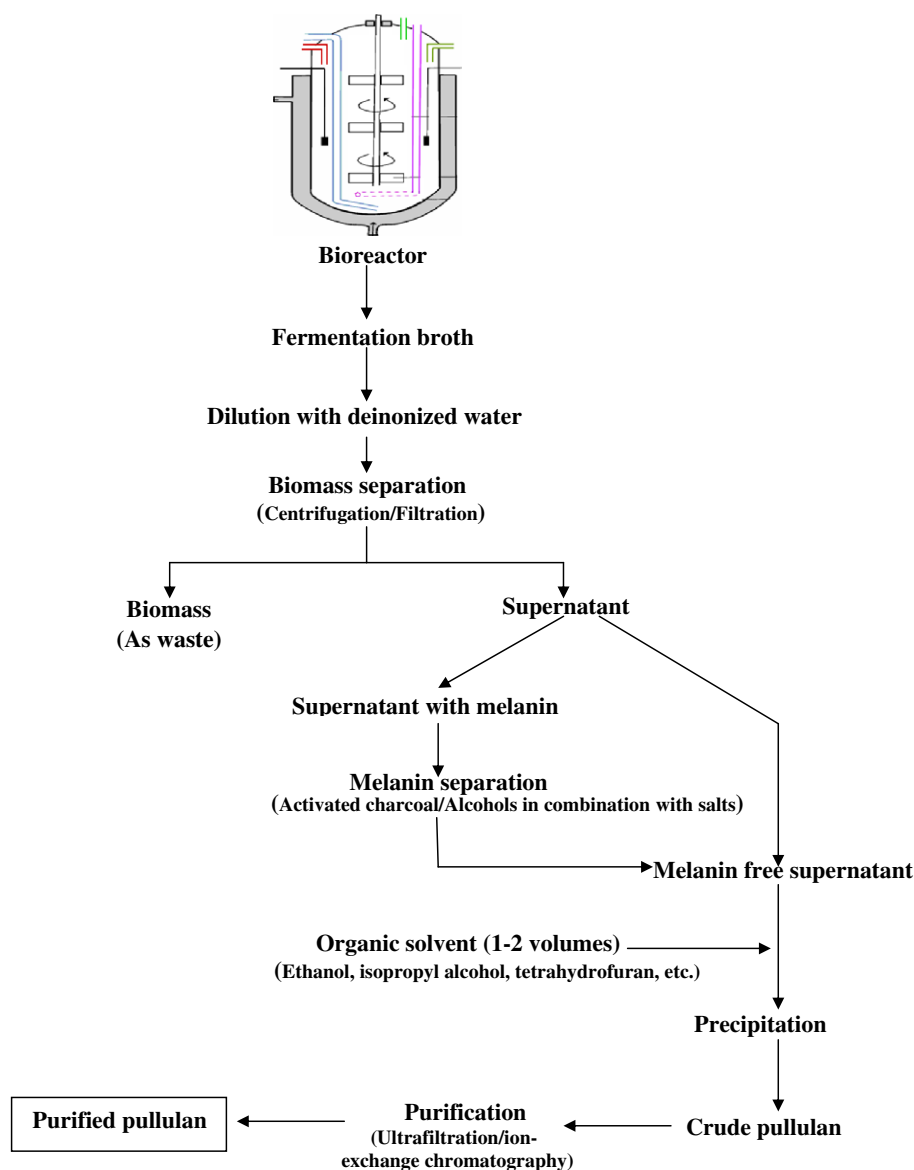 Bioreactor
Fermentation broth
Dilution with deinonized water
Biomass separation
(Centrifugation/Filtration)
Biomass
(As waste)
Supernatant
Supernatant with melanin
Melanin separation
(Activated charcoal/Alcohols in combination with salts)
Melanin free supernatant
Organic solvent (1-2 volumes)
(Ethanol, isopropyl alcohol, tetrahydrofuran, etc.)
Precipitation
Crude pullulan
Purification
(Ultrafiltration/ion-
exchange chromatography)
Purified pullulan